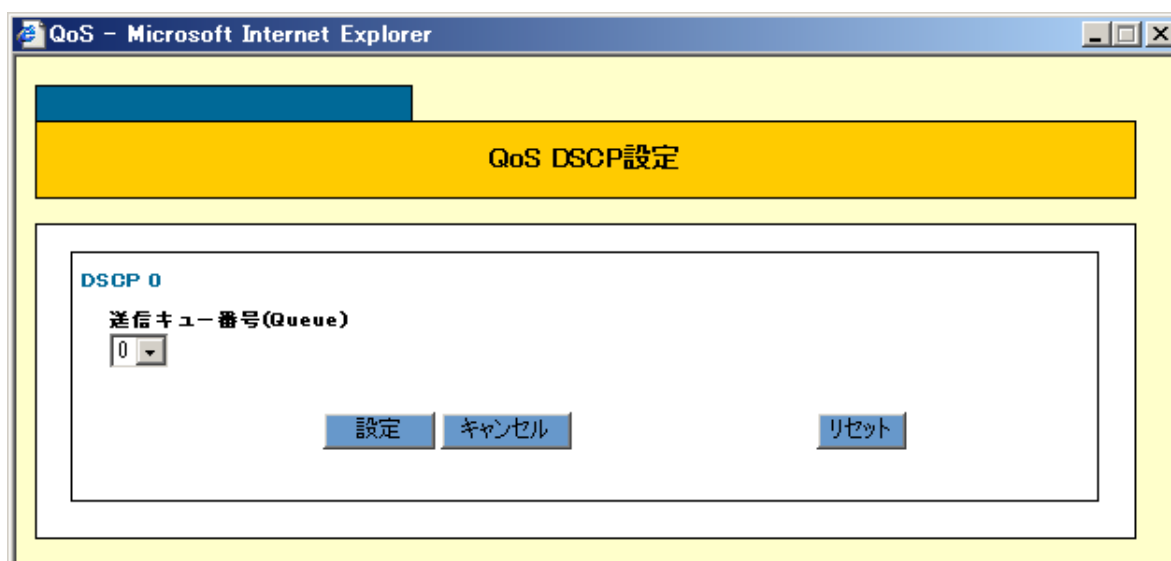 QoS - Microsoft Internet Explorer
QoS DSCP設定
DSCP 0
送信キュー番号(Queue)
0
設定 キャンセル リセット